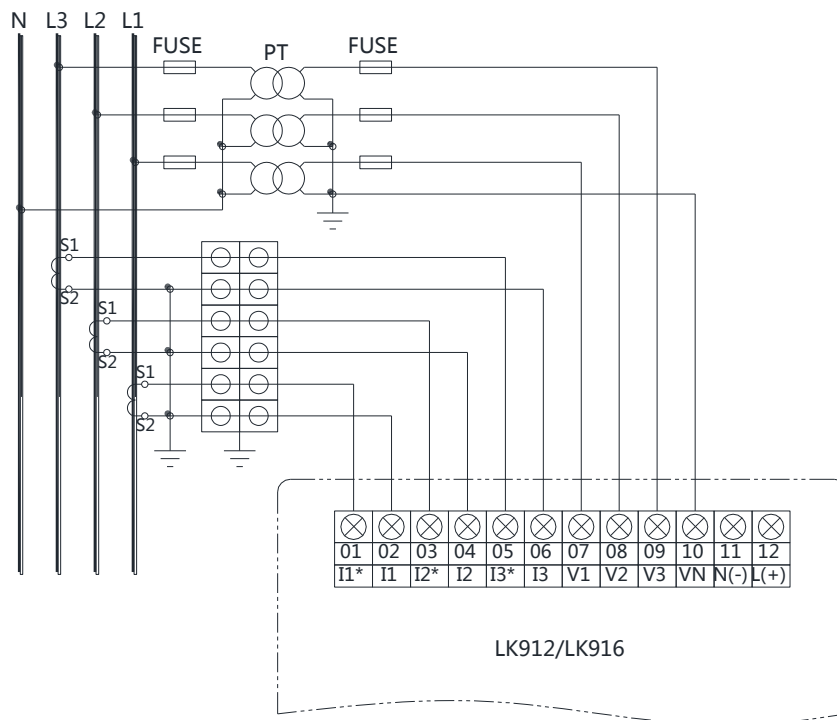 N L3 L2 L1
FUSE PT FUSE
S1
S2
S1
S2
S1
S2
01 02 03 04 05 06 07 08 09 10 11 12
I1* I1 I2* I2 I3* I3 V1 V2 V3 VN N(-) L(+)
LK912/LK916